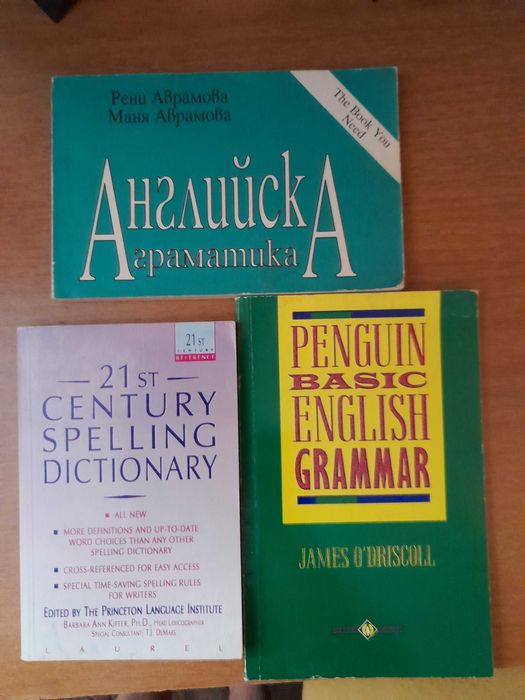 Рени Аврамова
Маня Аврамова
The Book You
Need
АнглийскА
граматика
21 ST
CENTURY
REFERENCE
21 ST
CENTURY
SPELLING
DICTIONARY
ALL NEW
MORE DEFINITIONS AND UP-TO-DATE
WORD CHOICES THAN ANY OTHER
SPELLING DICTIONARY
CROSS-REFERENCED FOR EASY ACCESS
SPECIAL TIME-SAVING SPELLING RULES
FOR WRITERS
EDITED BY THE PRINCETON LANGUAGE INSTITUTE
BARBARA ANN KIPFER, PH.D., HEAD LEXICOGRAPHER
SPECIAL CONSULTANT: T.J. DEMARS
LAUREL
PENGUIN
BASIC
ENGLISH
GRAMMAR
JAMES O'DRISCOLL